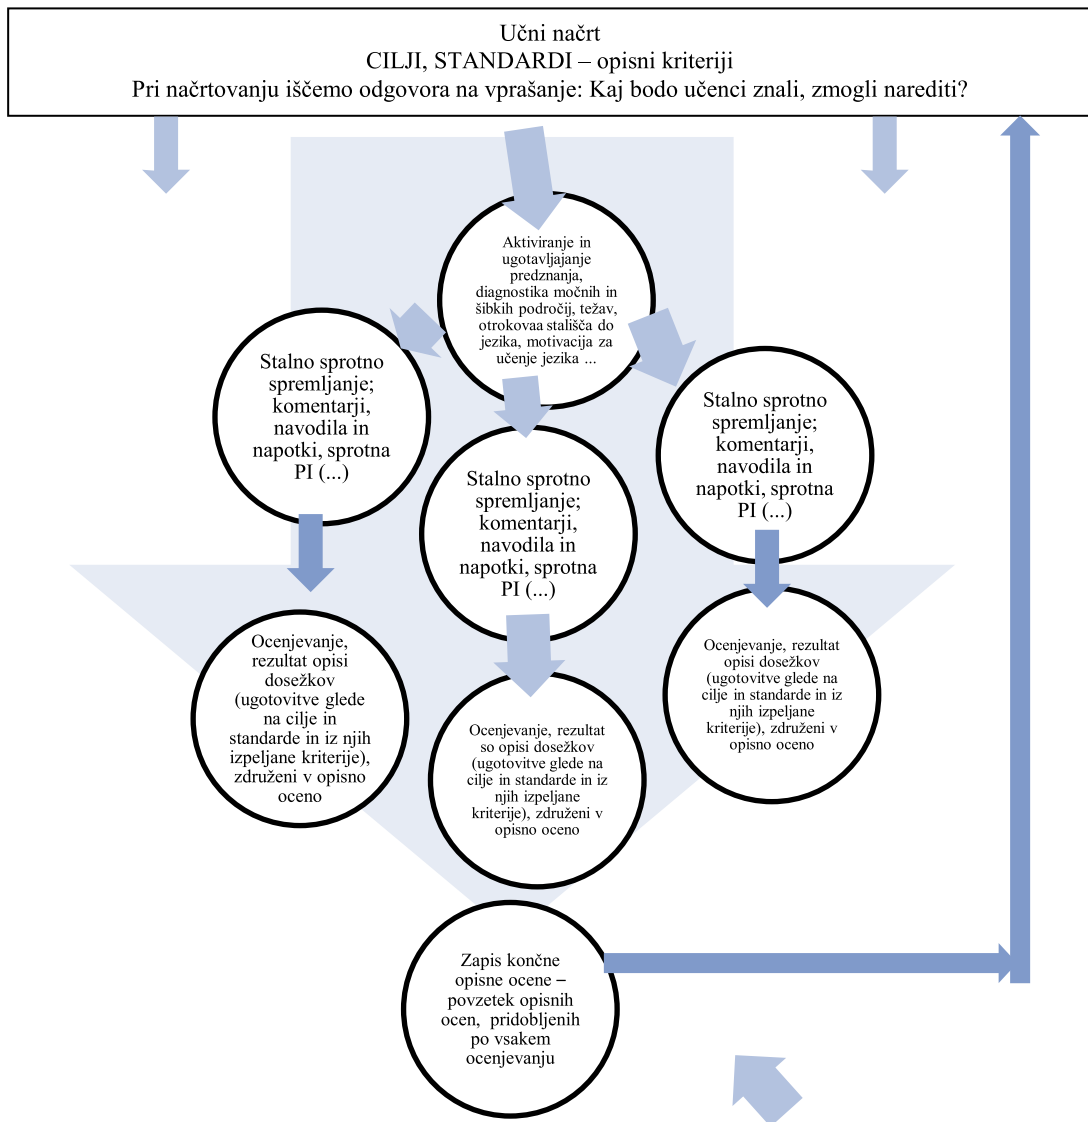 Učni načrt
CILJI, STANDARDI – opisni kriteriji
Pri načrtovanju iščemo odgovora na vprašanje: Kaj bodo učenci znali, zmogli narediti?
Aktiviranje in
ugotavljajanje
predznanja,
diagnostika močnih in
šibkih področij, težav,
otrokovaa stališča do
jezika, motivacija za
učenje jezika ...
Stalno sprotno
spremljanje;
komentarji,
navodila in
napotki, sprotna
PI (...)
Stalno sprotno
spremljanje;
komentarji,
navodila in
napotki, sprotna
PI (...)
Stalno sprotno
spremljanje;
komentarji,
navodila in
napotki, sprotna
PI (...)
Ocenjevanje,
rezultat opisi
dosežkov
(ugotovitve glede
na cilje in
standarde in iz njih
izpeljane kriterije),
združeni v opisno
oceno
Ocenjevanje, rezultat
so opisi dosežkov
(ugotovitve glede na
cilje in standarde in iz
njih izpeljane
kriterije), združeni v
opisno oceno
Ocenjevanje, rezultat
opisi dosežkov
(ugotovitve glede na
cilje in standarde in iz
njih izpeljane
kriterije), združeni v
opisno oceno
Zapis končne
opisne ocene –
povzetek opisnih
ocen, pridobljenih
po vsakem
ocenjevanju